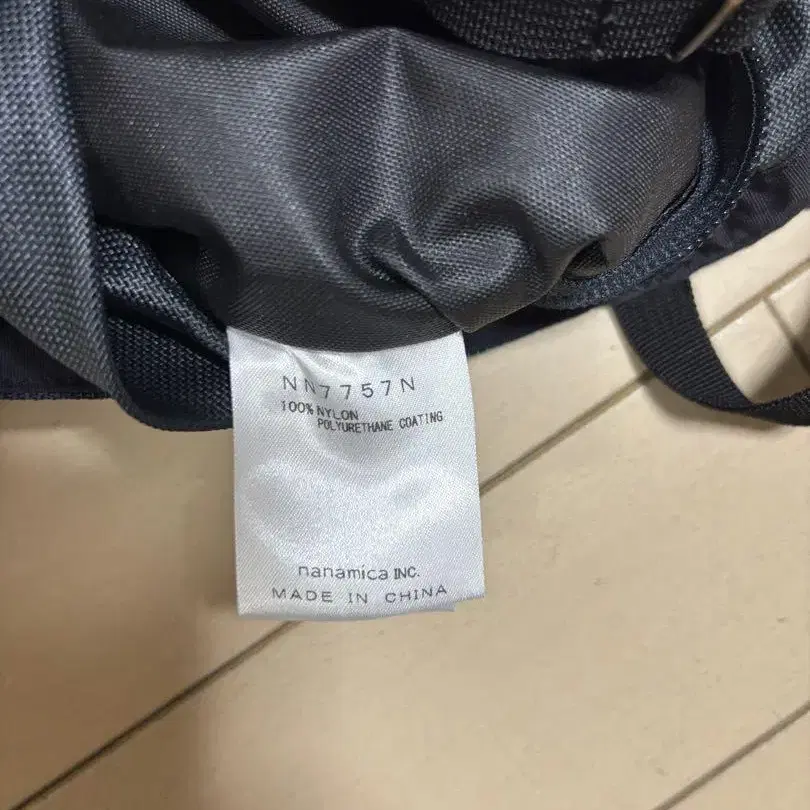 NN7757N
100% NYLON
POLYURETHANE COATING
nanamica INC.
MADE IN CHINA